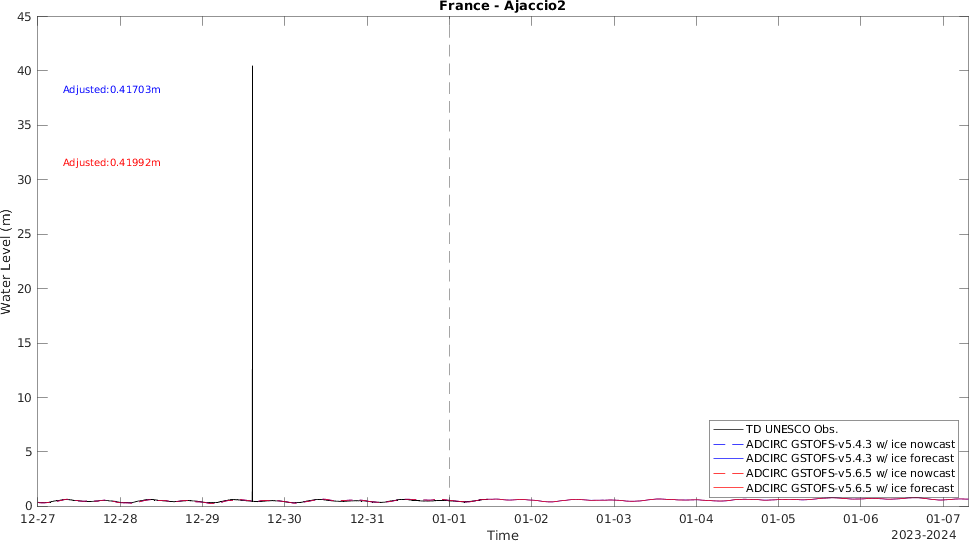 France - Ajaccio2
45
40
35
30
25
20
15
10
5
0
Water Level (m)
Adjusted:0.41703m
Adjusted:0.41992m
TD UNESCO Obs.
ADCIRC GSTOFS-v5.4.3 w/ ice nowcast
ADCIRC GSTOFS-v5.4.3 w/ ice forecast
ADCIRC GSTOFS-v5.6.5 w/ ice nowcast
ADCIRC GSTOFS-v5.6.5 w/ ice forecast
12-27 12-28 12-29 12-30 12-31 01-01 01-02 01-03 01-04 01-05 01-06 01-07
Time
2023-2024